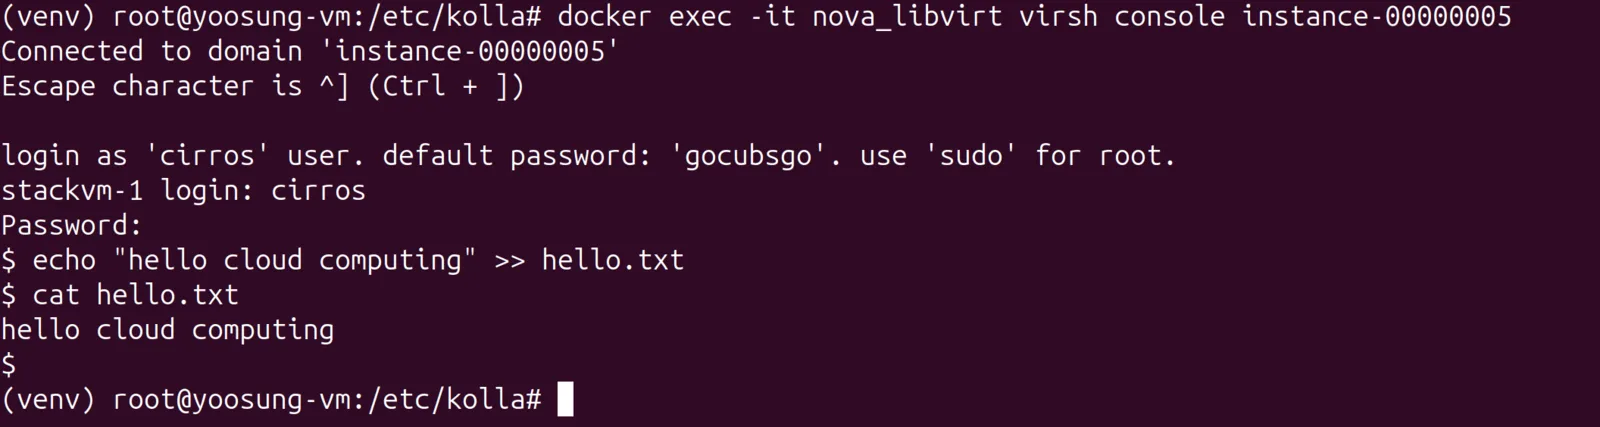 (venv) root@yoosung-vm:/etc/kolla# docker exec -it nova_libvirt virsh console instance-00000005
Connected to domain 'instance-00000005'
Escape character is ^] (Ctrl + ])
login as 'cirros' user. default password: 'gocubsgo'. use 'sudo' for root.
stackvm-1 login: cirros
Password:
$ echo "hello cloud computing" >> hello.txt
$ cat hello.txt
hello cloud computing
$
(venv) root@yoosung-vm:/etc/kolla#